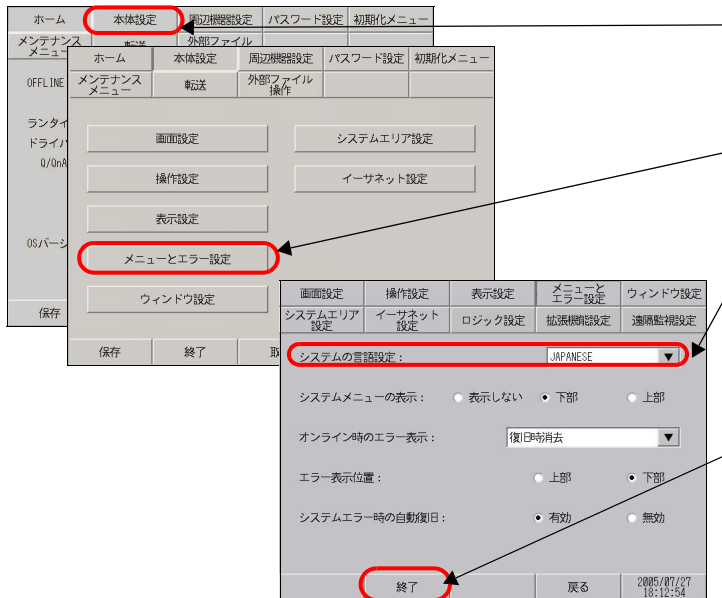 ホーム 本体設定 周辺機器設定 パスワード設定 初期化メニュー
メンテナンス
メニュー 転送 外部ファイル
OFFLINE
ランタイ
ドライバ
Q/QnA
OSバージ
保存
ホーム 本体設定 周辺機器設定 パスワード設定 初期化メニュー
メンテナンス
メニュー 転送 外部ファイル
操作
画面設定 システムエリア設定
操作設定 イーサネット設定
表示設定
メニューとエラー設定
ウィンドウ設定
保存 終了 取
画面設定 操作設定 表示設定 メニューと
エラー設定 ウィンドウ設定
システムエリア
設定 イーサネット
設定 ロジック設定 拡張機能設定 遠隔監視設定
システムの言語設定: JAPANESE
システムメニューの表示: 表示しない 下部 上部
オンライン時のエラー表示: 復旧時消去
エラー表示位置: 上部 下部
システムエラー時の自動復旧: 有効 無効
終了 戻る 2005/07/27
18:12:54